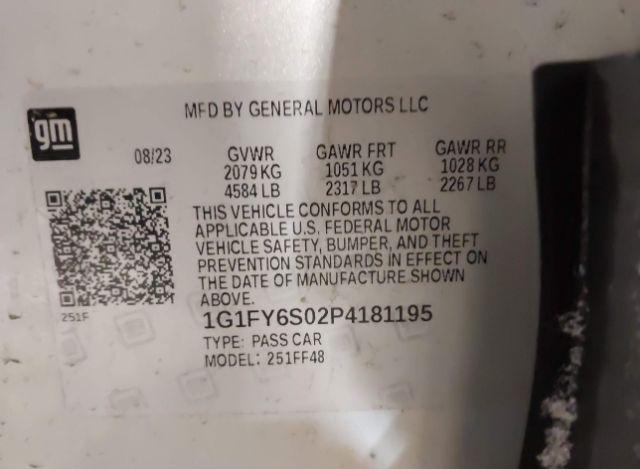 MFD BY GENERAL MOTORS LLC
gm
08/23 GVWR GAWR FRT GAWR RR
2079 KG 1051 KG 1028 KG
4584 LB 2317 LB 2267 LB
THIS VEHICLE CONFORMS TO ALL
APPLICABLE U.S. FEDERAL MOTOR
VEHICLE SAFETY, BUMPER, AND THEFT
PREVENTION STANDARDS IN EFFECT ON
THE DATE OF MANUFACTURE SHOWN
ABOVE.
251F
1G1FY6S02P4181195
TYPE: PASS CAR
MODEL: 251FF48